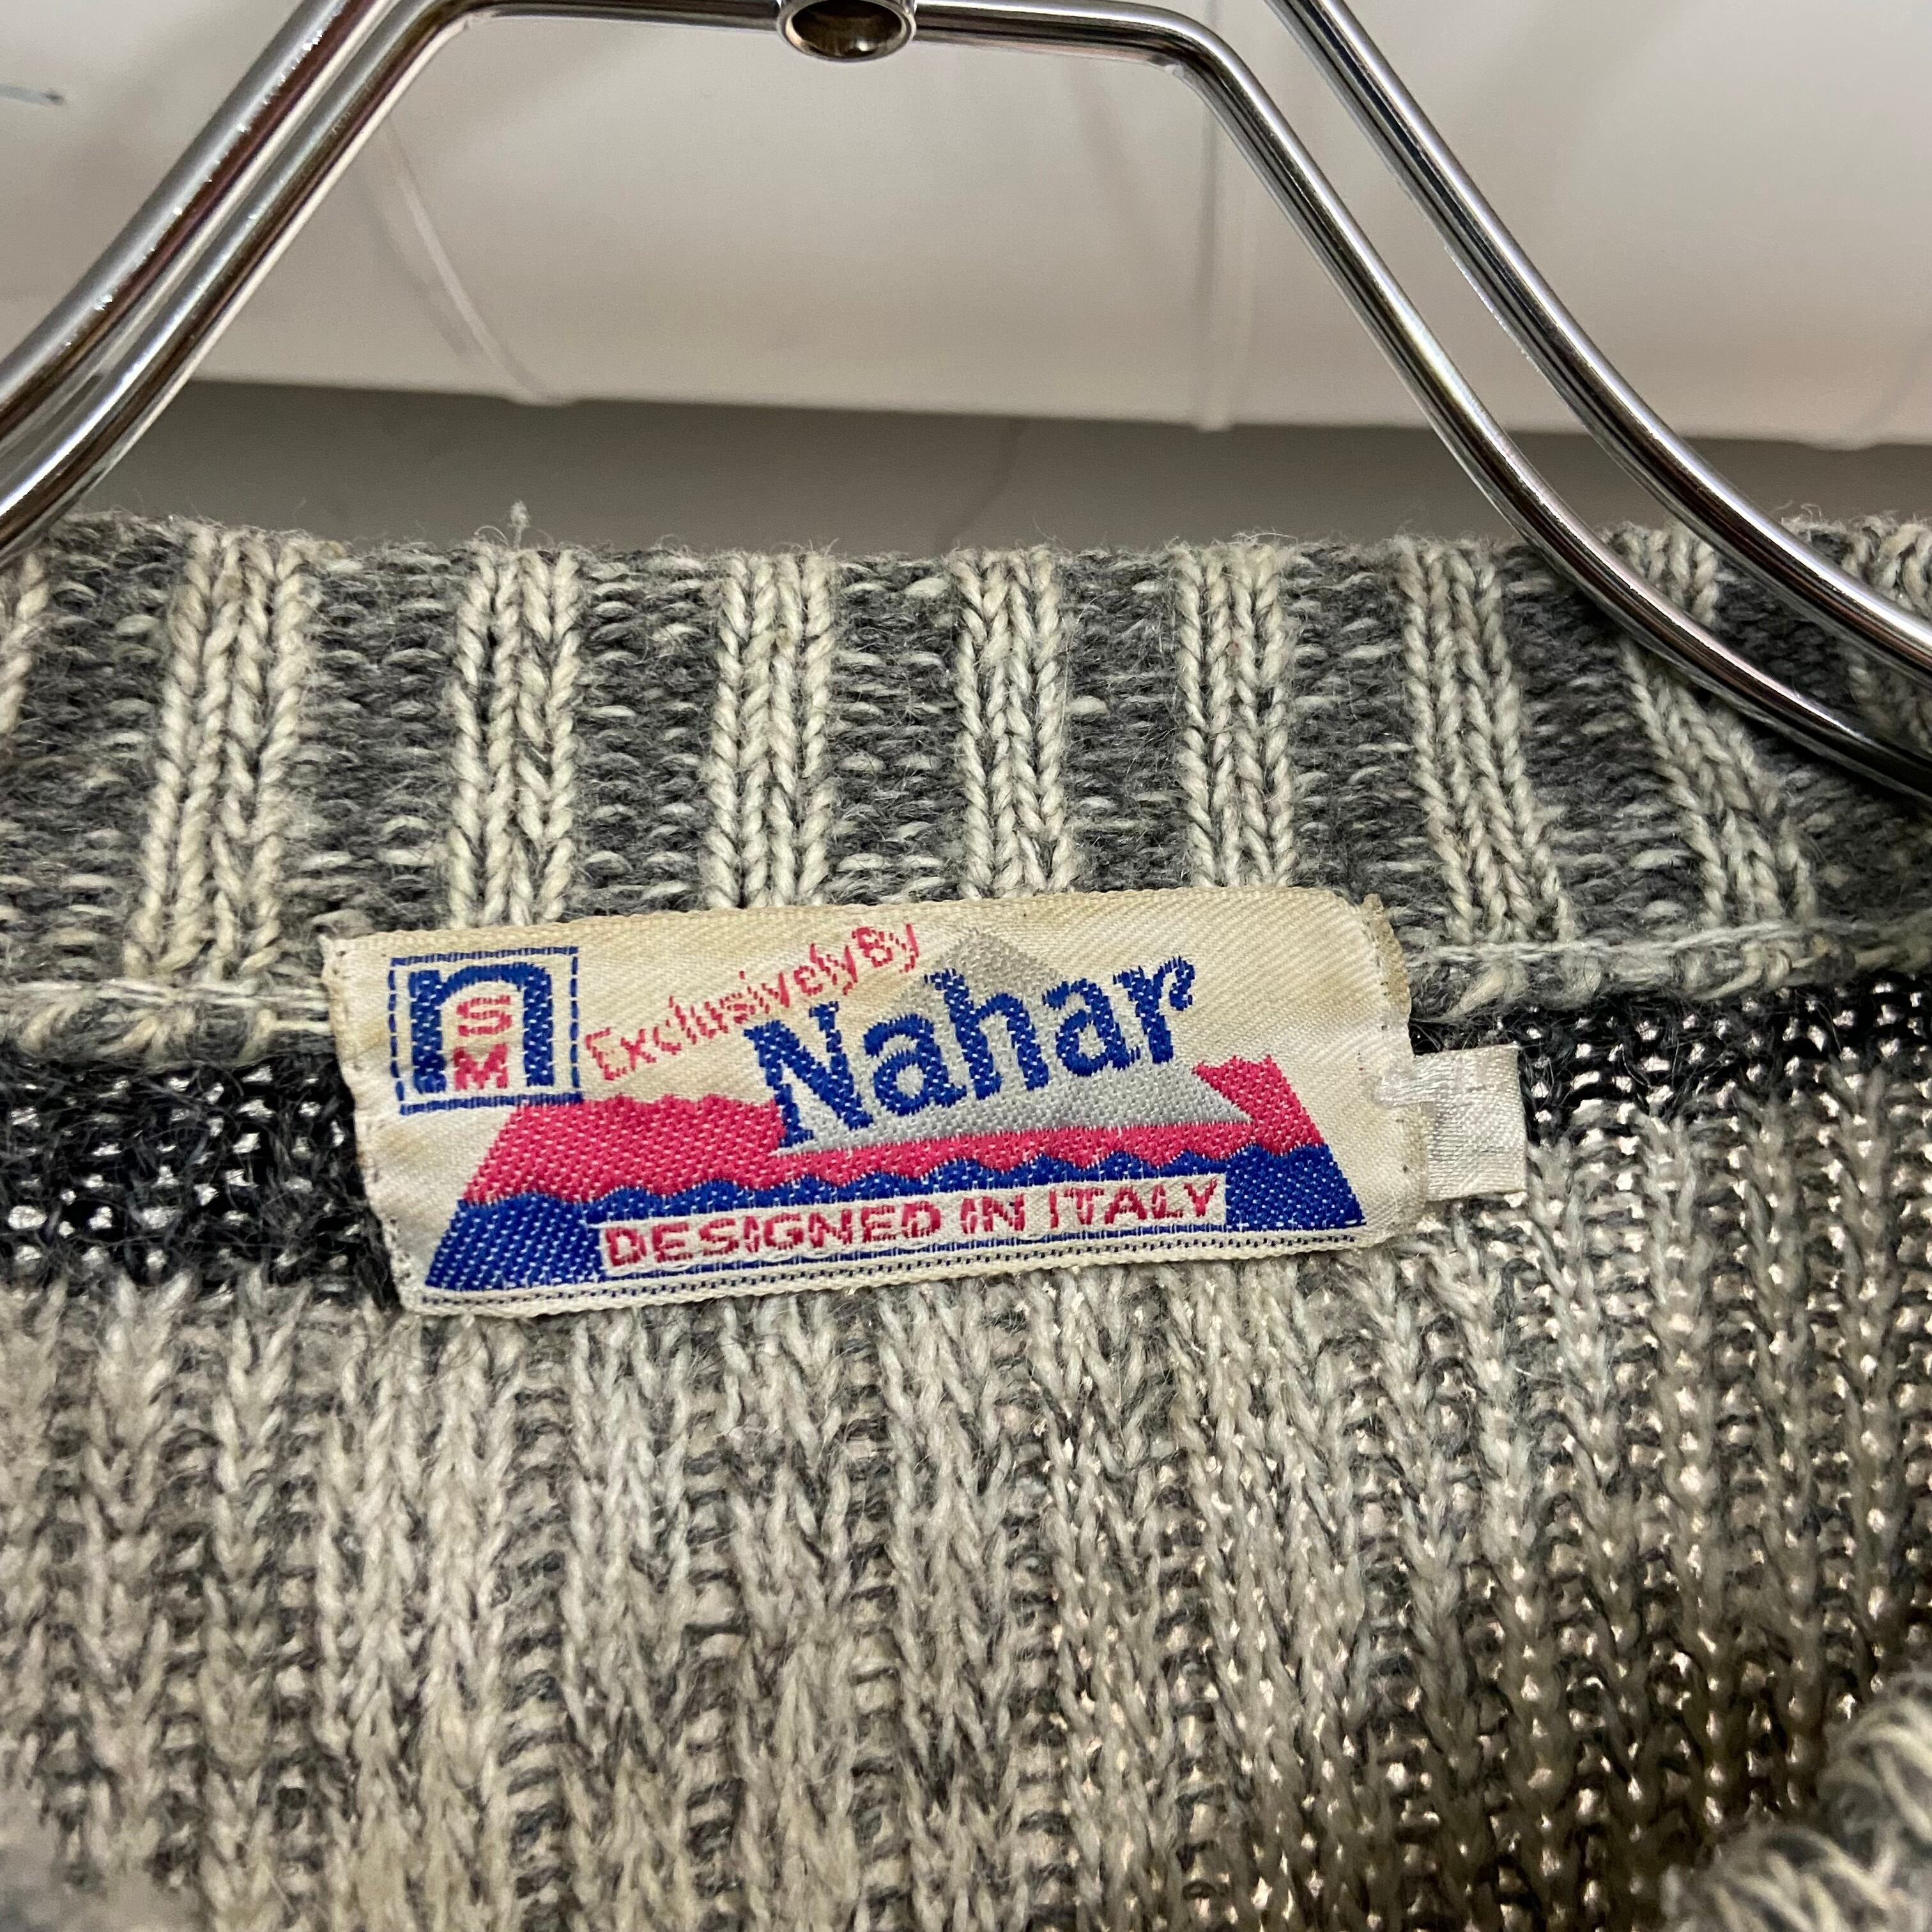 n
S
M
Exclusively By
Nahar
DESIGNED IN ITALY